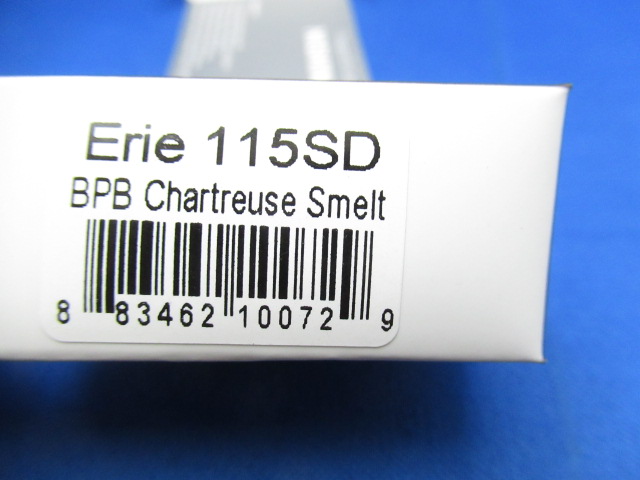 Erie 115SD
BPB Chartreuse Smelt
8 83462 10072 9